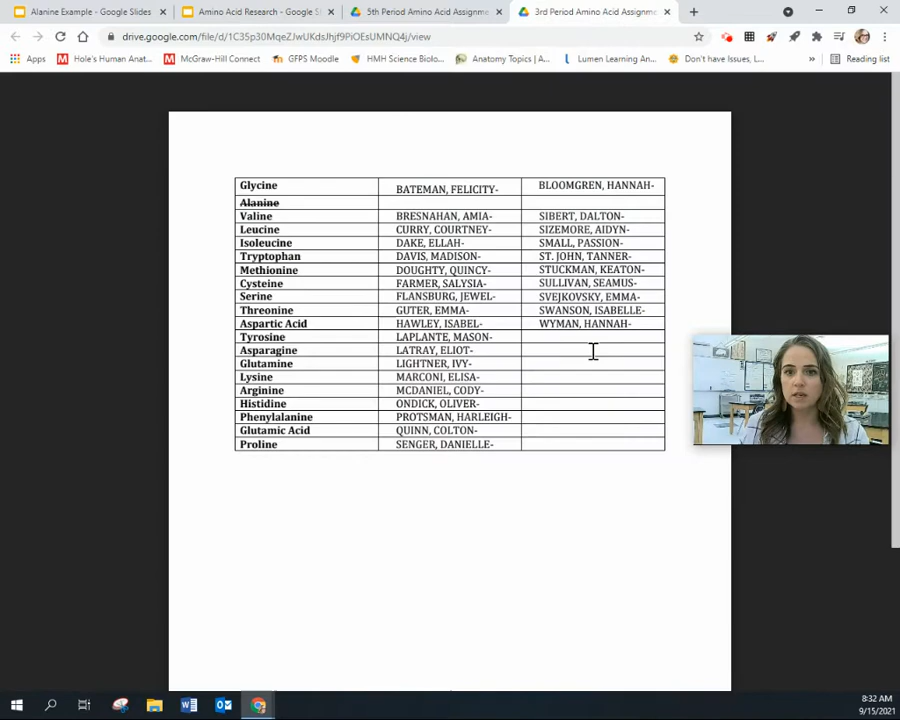 Alanine Example - Google Slides
Amino Acid Research - Google S
5th Period Amino Acid Assignme
3rd Period Amino Acid Assignm
drive.google.com/file/d/1C35p30MqeZJwUKdsJhjf9PiOEsUMNQ4j/view
Apps
Hole's Human Anat...
McGraw-Hill Connect
GFPS Moodle
HMH Science Biolo...
Anatomy Topics | A...
Lumen Learning An...
Don't have Issues, L...
»
Reading list
Glycine BATEMAN, FELICITY- BLOOMGREN, HANNAH-
Alanine
Valine BRESNAHAN, AMIA- SIBERT, DALTON-
Leucine CURRY, COURTNEY- SIZEMORE, AIDYN-
Isoleucine DAKE, ELLAH- SMALL, PASSION-
Tryptophan DAVIS, MADISON- ST. JOHN, TANNER-
Methionine DOUGHTY, QUINCY- STUCKMAN, KEATON-
Cysteine FARMER, SALYSIA- SULLIVAN, SEAMUS-
Serine FLANSBURG, JEWEL- SVEJKOVSKY, EMMA-
Threonine GUTER, EMMA- SWANSON, ISABELLE-
Aspartic Acid HAWLEY, ISABEL- WYMAN, HANNAH-
Tyrosine LAPLANTE, MASON-
Asparagine LATRAY, ELIOT-
Glutamine LIGHTNER, IVY-
Lysine MARCONI, ELISA-
Arginine MCDANIEL, CODY-
Histidine ONDICK, OLIVER-
Phenylalanine PROTSMAN, HARLEIGH-
Glutamic Acid QUINN, COLTON-
Proline SENGER, DANIELLE-
8:32 AM
9/15/2021